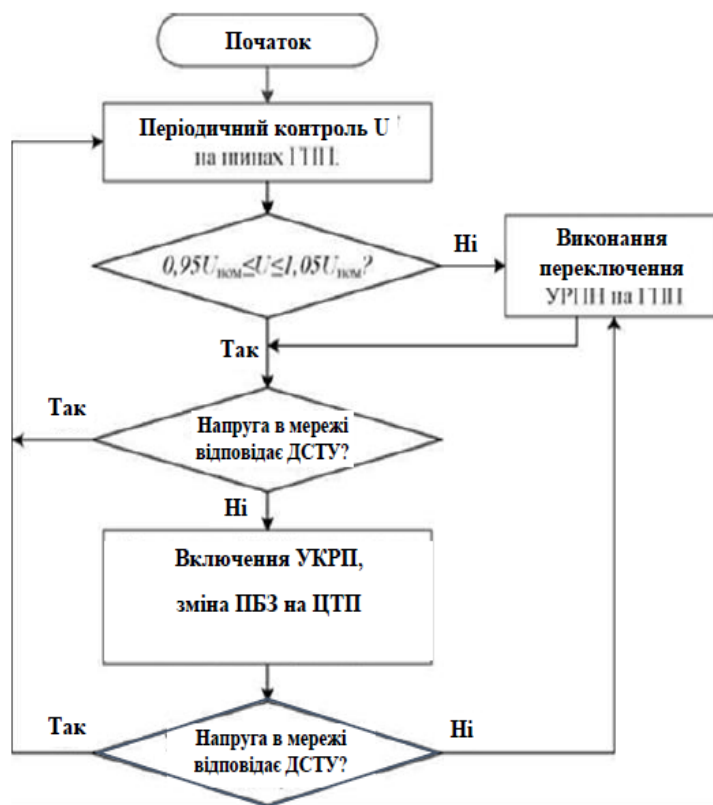 Початок
Періодичний контроль U
на шинах ГПП.
0,95Uном≤U≤1,05Uном?
Ні
Виконання
переключення
УРПН на ГПП
Так
Так
Напруга в мережі
відповідає ДСТУ?
Ні
Включення УКРП,
зміна ПБЗ на ЦТП
Так
Напруга в мережі
відповідає ДСТУ?
Ні